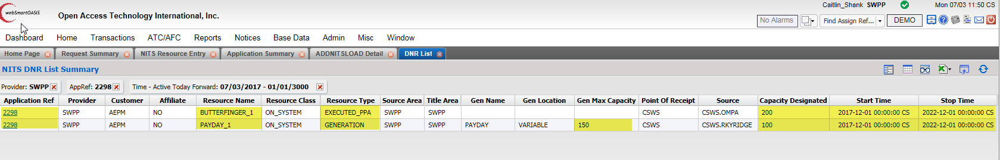 Caitlin_Shank SWPP Mon 07/03 11:50 CS
webSmartOASIS Open Access Technology International, Inc.
No Alarms Find Assign Ref... DEMO
Dashboard Home Transactions ATC/AFC Reports Notices Base Data Admin Misc Window
Home Page Request Summary NITS Resource Entry Application Summary ADDNITSLOAD Detail DNR List
NITS DNR List Summary
Provider: SWPP AppRef: 2298 Time - Active Today Forward: 07/03/2017 - 01/01/3000
Application Ref Provider Customer Affiliate Resource Name Resource Class Resource Type Source Area Title Area Gen Name Gen Location Gen Max Capacity Point Of Receipt Source Capacity Designated Start Time Stop Time
2298 SWPP AEPM NO BUTTERFINGER_1 ON_SYSTEM EXECUTED_PPA SWPP SWPP CSWS CSWS.OMPA 200 2017-12-01 00:00:00 CS 2022-12-01 00:00:00 CS
2298 SWPP AEPM NO PAYDAY_1 ON_SYSTEM GENERATION SWPP SWPP PAYDAY VARIABLE 150 CSWS CSWS.RKYRIDGE 100 2017-12-01 00:00:00 CS 2022-12-01 00:00:00 CS